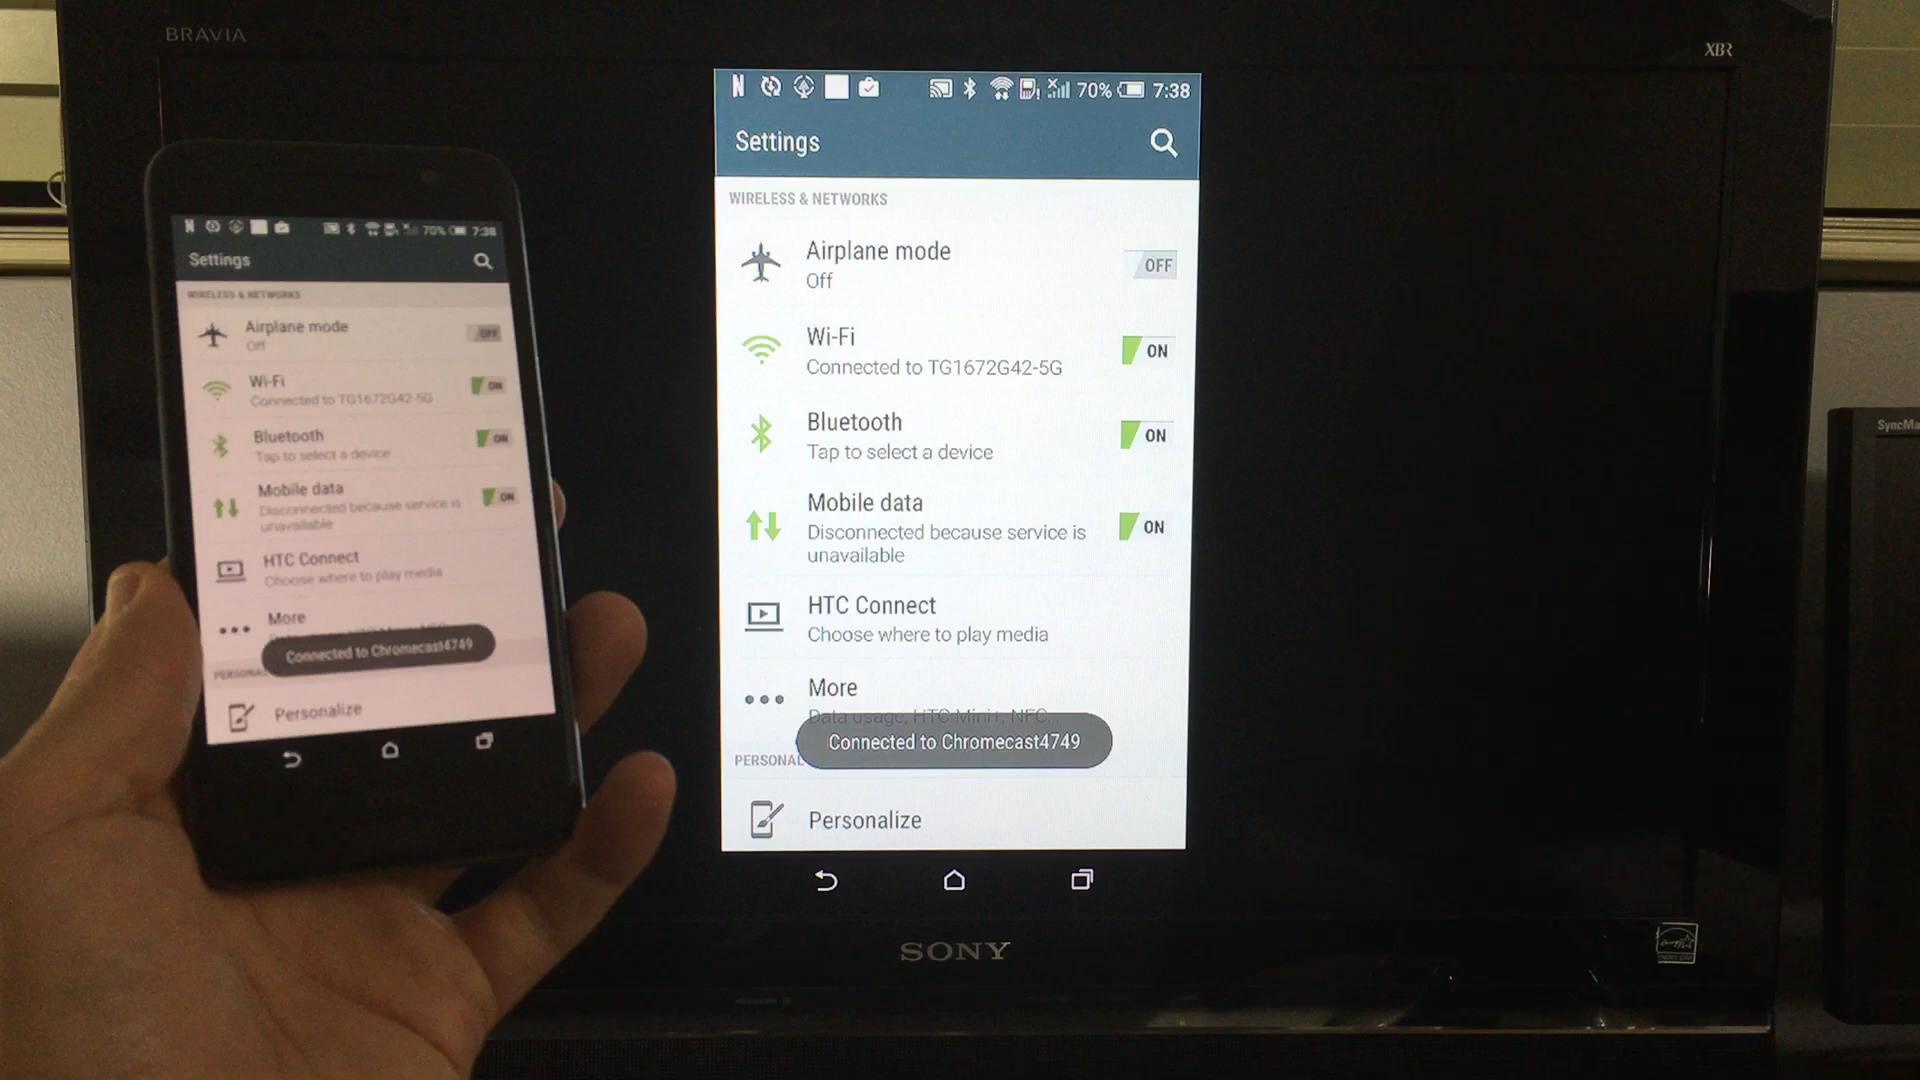 BRAVIA
XBR
70% 7:38
Settings
WIRELESS & NETWORKS
Airplane mode
Off
OFF
Wi-Fi
Connected to TG1672G42-5G
ON
Bluetooth
Tap to select a device
ON
Mobile data
Disconnected because service is
unavailable
ON
HTC Connect
Choose where to play media
More
Data usage, HTC Mini+, NFC...
Connected to Chromecast4749
PERSONAL
Personalize
SONY
70% 7:38
Settings
WIRELESS & NETWORKS
Airplane mode
Off
OFF
Wi-Fi
Connected to TG1672G42-5G
ON
Bluetooth
Tap to select a device
ON
Mobile data
Disconnected because service is
unavailable
ON
HTC Connect
Choose where to play media
More
Connected to Chromecast4749
PERSONAL
Personalize
SyncMa